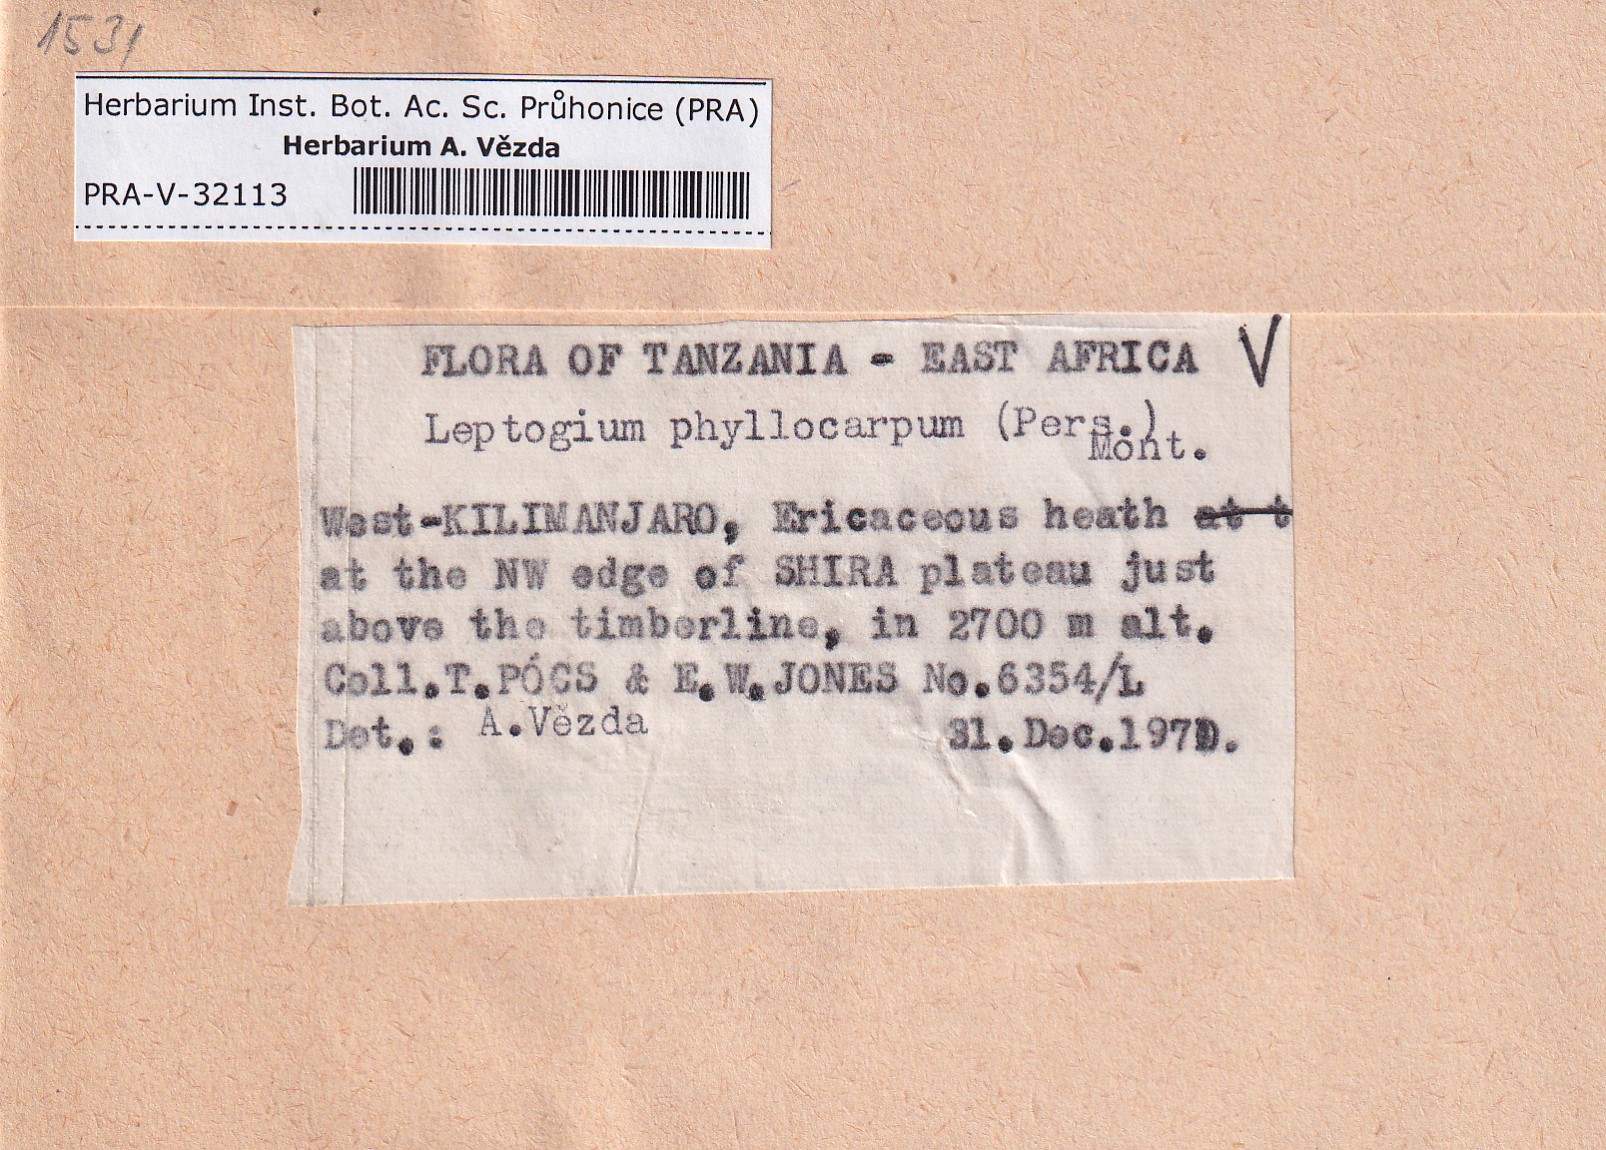 1531
Herbarium Inst. Bot. Ac. Sc. Průhonice (PRA)
Herbarium A. Vězda
PRA-V-32113
FLORA OF TANZANIA - EAST AFRICA V
Leptogium phyllocarpum (Pers.)
Mont.
West-KILIMANJARO, Ericaceous heath at t
at the NW edge of SHIRA plateau just
above the timberline, in 2700 m alt.
Coll.T.PÓCS & E.W.JONES No.6354/L
Det.: A.Vězda 31.Dec.1970.